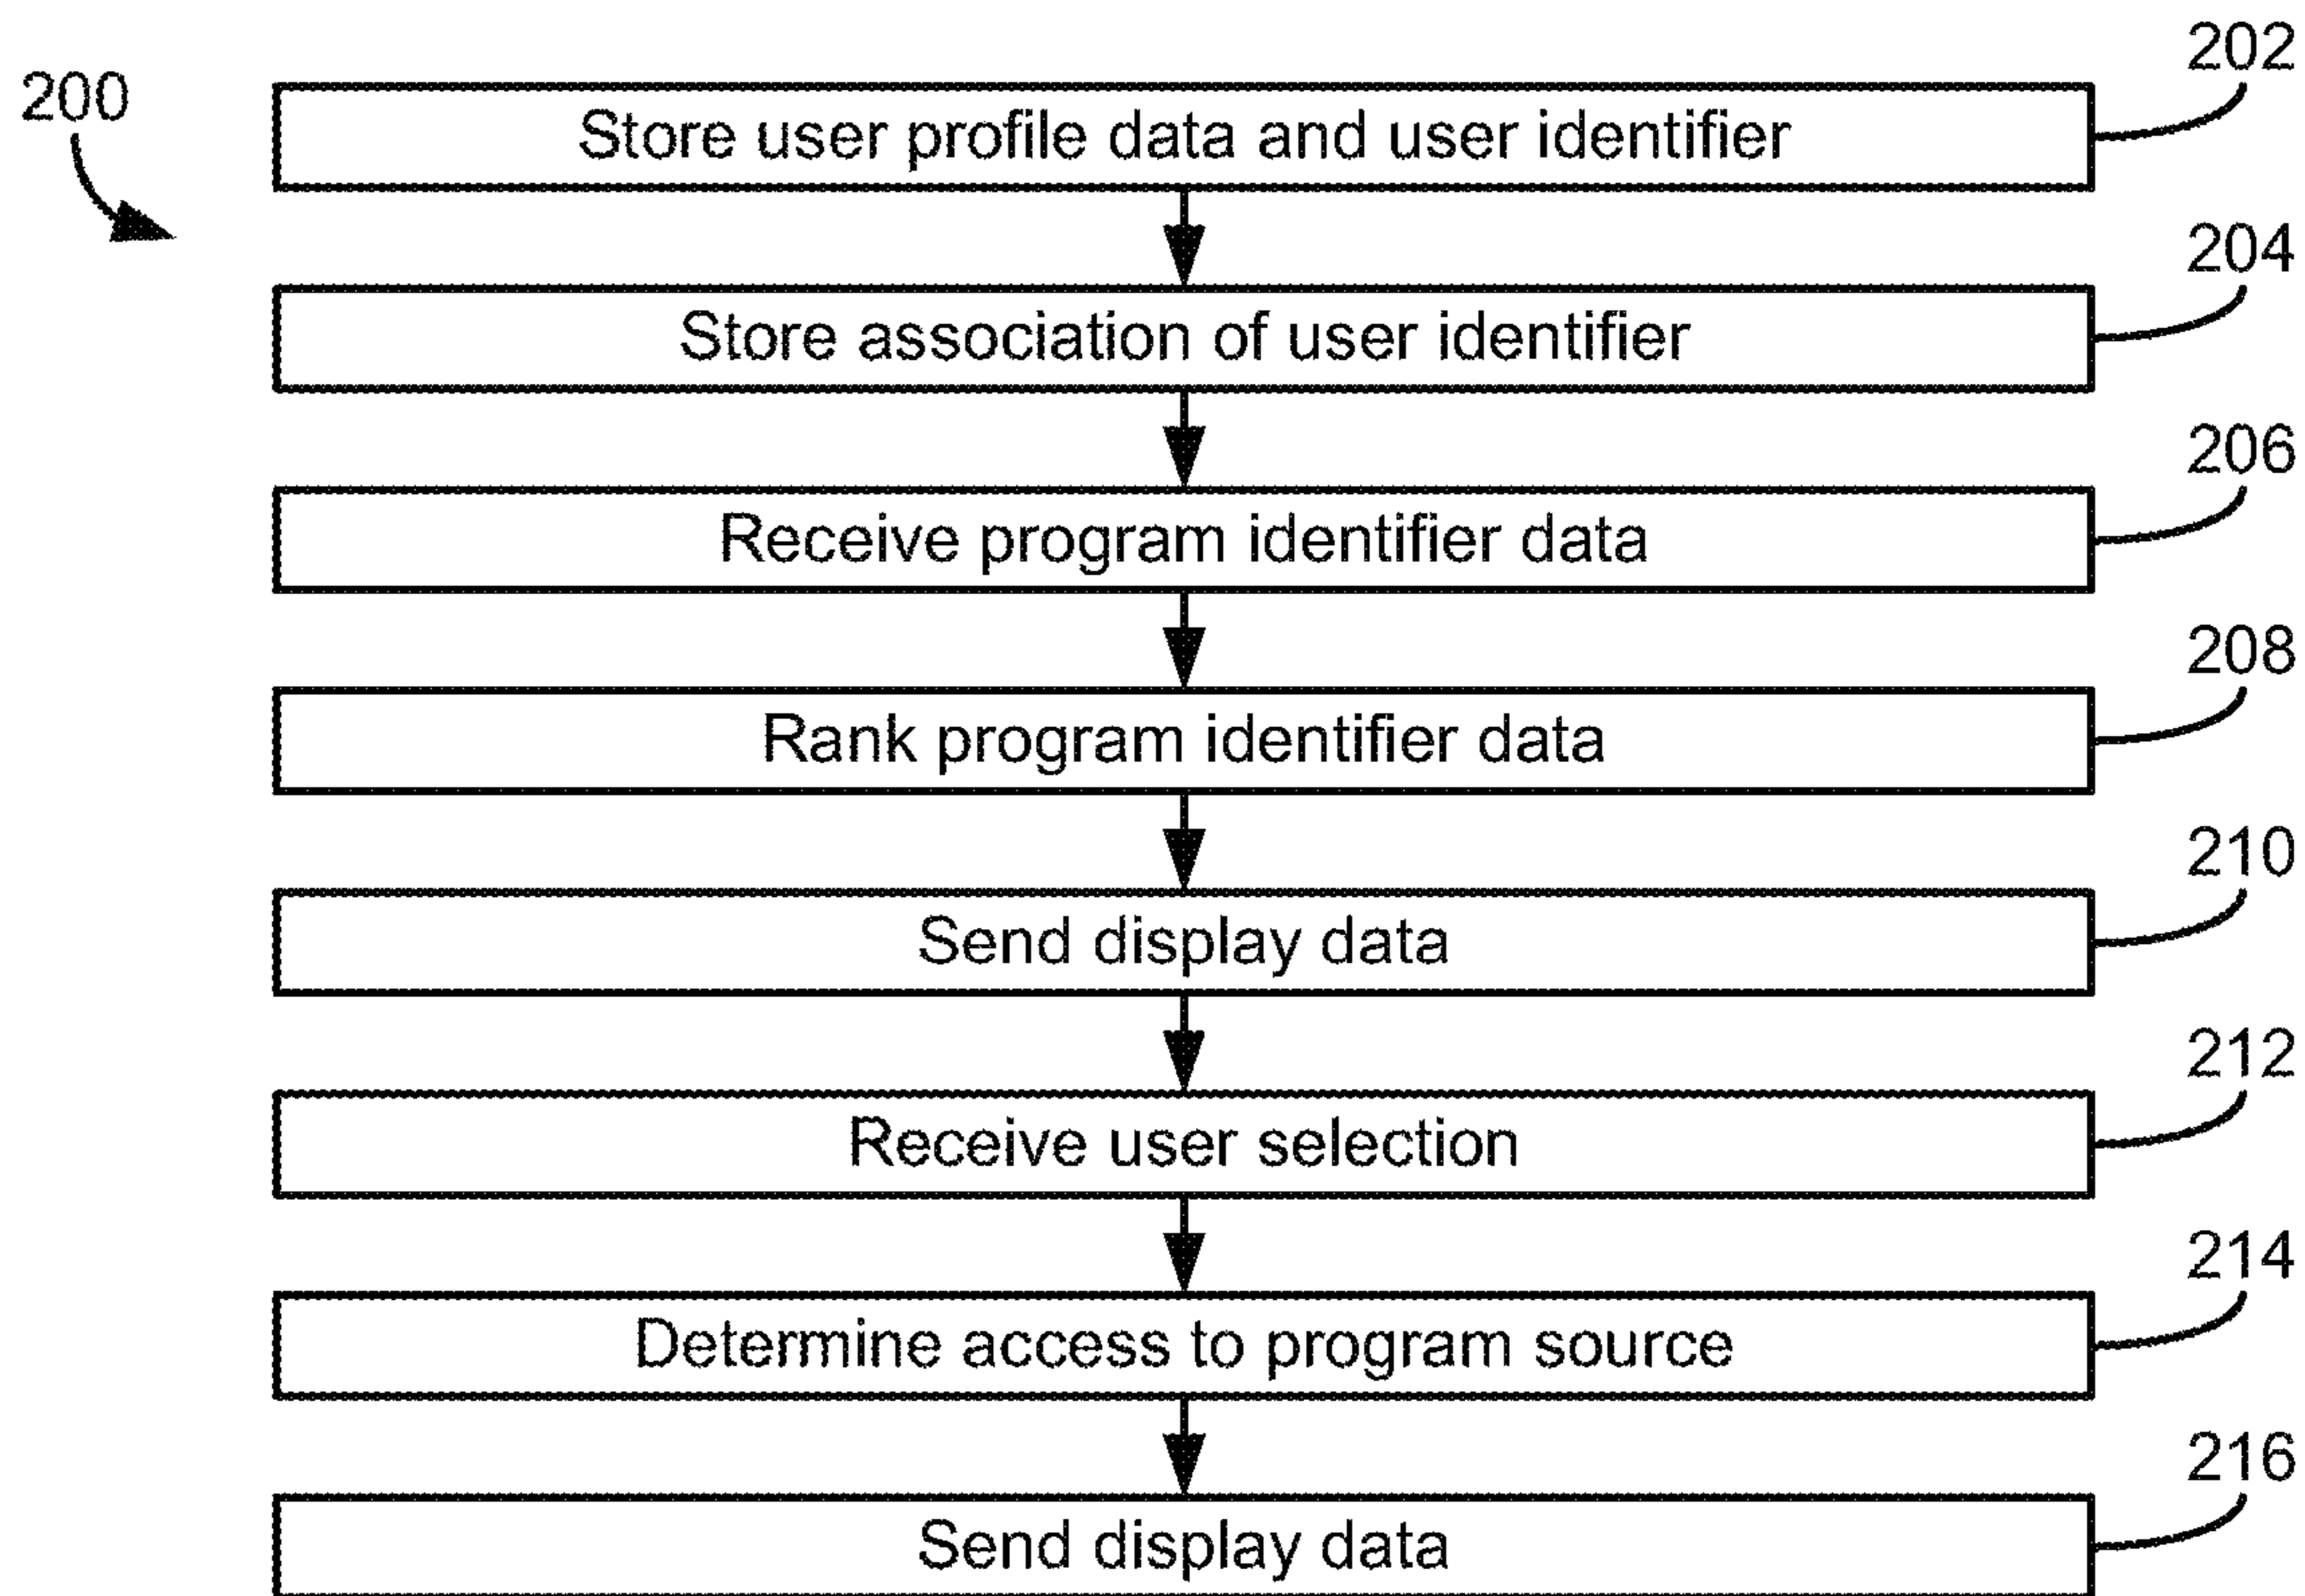 202
200
Store user profile data and user identifier
204
Store association of user identifier
206
Receive program identifier data
208
Rank program identifier data
210
Send display data
212
Receive user selection
214
Determine access to program source
216
Send display data